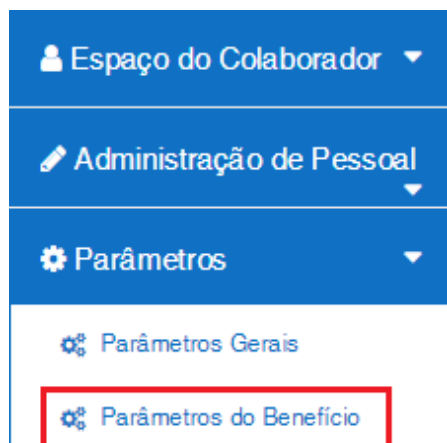 Espaço do Colaborador
Administração de Pessoal
Parâmetros
Parâmetros Gerais
Parâmetros do Benefício